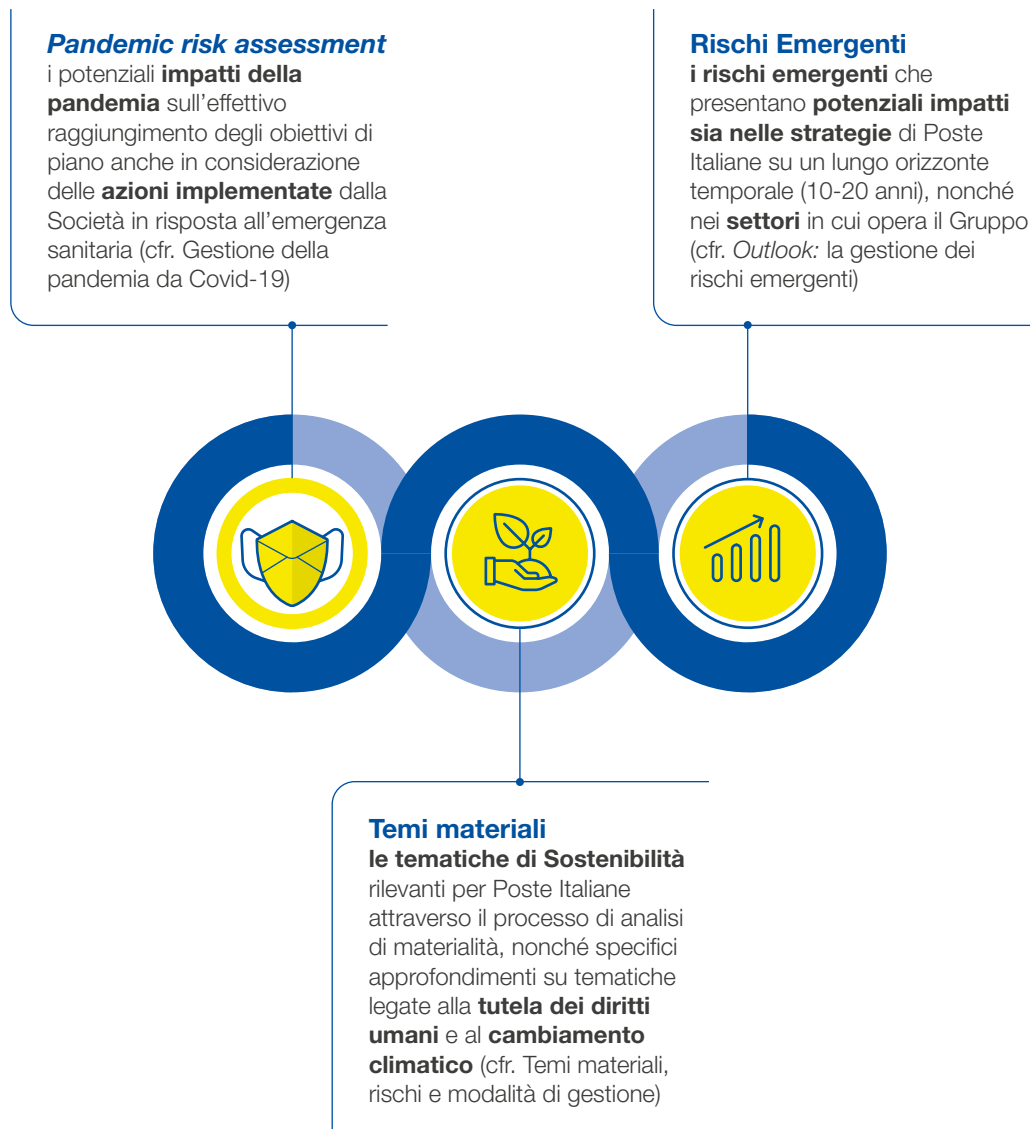 Pandemic risk assessment
i potenziali impatti della
pandemia sull’effettivo
raggiungimento degli obiettivi di
piano anche in considerazione
delle azioni implementate dalla
Società in risposta all’emergenza
sanitaria (cfr. Gestione della
pandemia da Covid-19)
Rischi Emergenti
i rischi emergenti che
presentano potenziali impatti
sia nelle strategie di Poste
Italiane su un lungo orizzonte
temporale (10-20 anni), nonché
nei settori in cui opera il Gruppo
(cfr. Outlook: la gestione dei
rischi emergenti)
Temi materiali
le tematiche di Sostenibilità
rilevanti per Poste Italiane
attraverso il processo di analisi
di materialità, nonché specifici
approfondimenti su tematiche
legate alla tutela dei diritti
umani e al cambiamento
climatico (cfr. Temi materiali,
rischi e modalità di gestione)